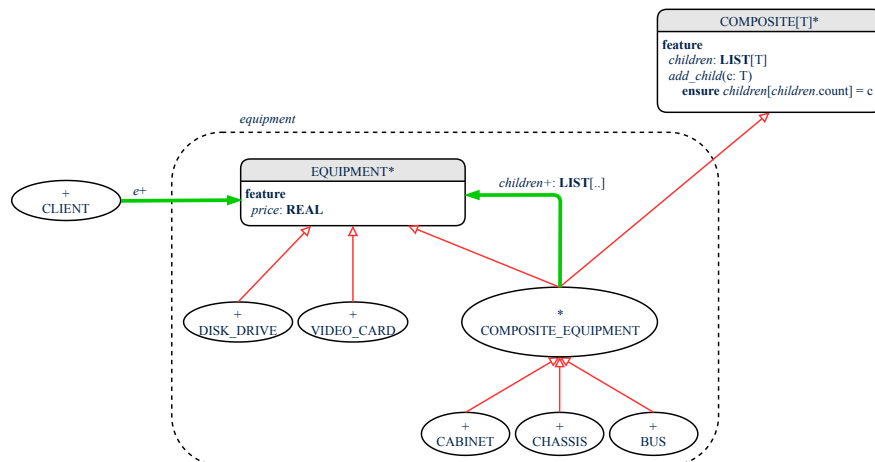 COMPOSITE[T]*
feature
children: LIST[T]
add_child(c: T)
ensure children[children.count] = c
equipment
EQUIPMENT*
feature
price: REAL
children+: LIST[..]
e+
+
CLIENT
+
DISK_DRIVE
+
VIDEO_CARD
*
COMPOSITE_EQUIPMENT
+
CABINET
+
CHASSIS
+
BUS